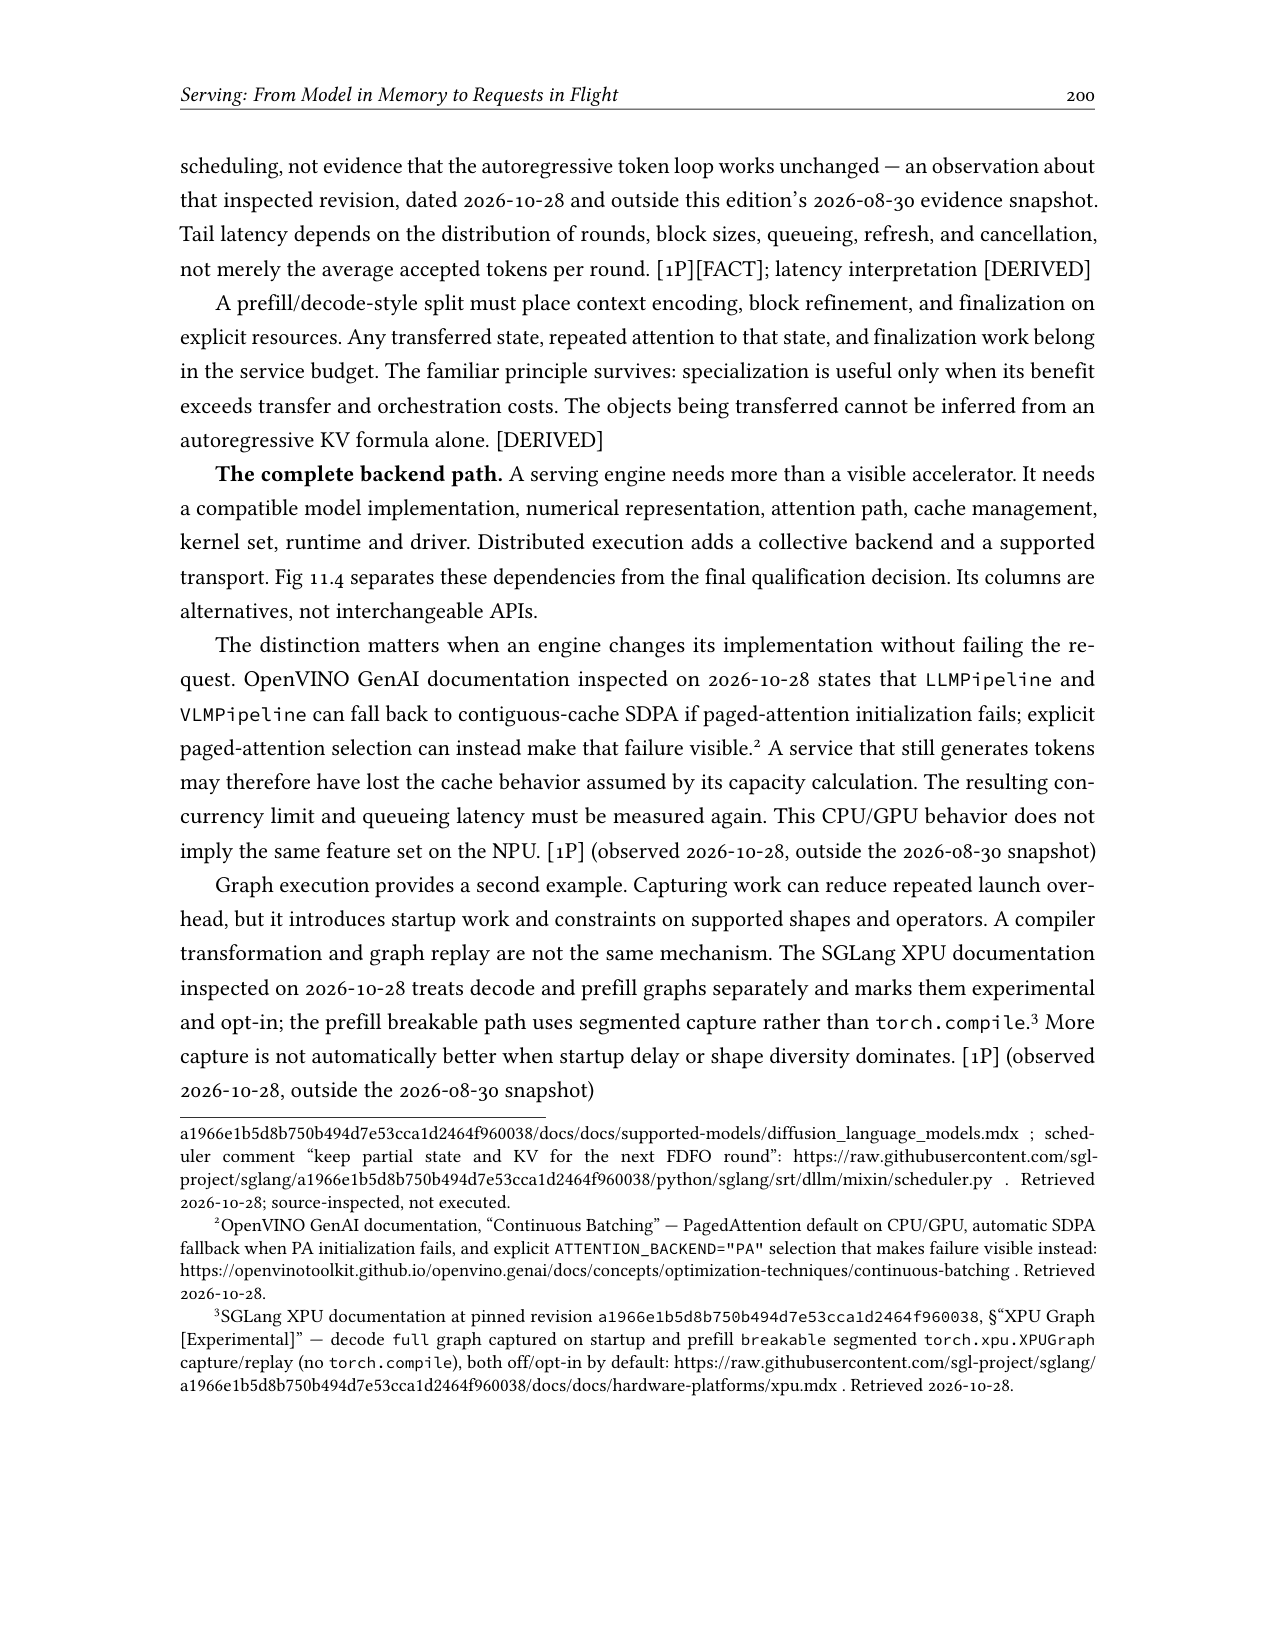 Serving: From Model in Memory to Requests in Flight 200
scheduling, not evidence that the autoregressive token loop works unchanged — an observation about
that inspected revision, dated 2026-10-28 and outside this edition’s 2026-08-30 evidence snapshot.
Tail latency depends on the distribution of rounds, block sizes, queueing, refresh, and cancellation,
not merely the average accepted tokens per round. [1P][FACT]; latency interpretation [DERIVED]
A prefill/decode-style split must place context encoding, block refinement, and finalization on
explicit resources. Any transferred state, repeated attention to that state, and finalization work belong
in the service budget. The familiar principle survives: specialization is useful only when its benefit
exceeds transfer and orchestration costs. The objects being transferred cannot be inferred from an
autoregressive KV formula alone. [DERIVED]
The complete backend path. A serving engine needs more than a visible accelerator. It needs
a compatible model implementation, numerical representation, attention path, cache management,
kernel set, runtime and driver. Distributed execution adds a collective backend and a supported
transport. Fig 11.4 separates these dependencies from the final qualification decision. Its columns are
alternatives, not interchangeable APIs.
The distinction matters when an engine changes its implementation without failing the re-
quest. OpenVINO GenAI documentation inspected on 2026-10-28 states that LLMPipeline and
VLMPipeline can fall back to contiguous-cache SDPA if paged-attention initialization fails; explicit
paged-attention selection can instead make that failure visible.² A service that still generates tokens
may therefore have lost the cache behavior assumed by its capacity calculation. The resulting con-
currency limit and queueing latency must be measured again. This CPU/GPU behavior does not
imply the same feature set on the NPU. [1P] (observed 2026-10-28, outside the 2026-08-30 snapshot)
Graph execution provides a second example. Capturing work can reduce repeated launch over-
head, but it introduces startup work and constraints on supported shapes and operators. A compiler
transformation and graph replay are not the same mechanism. The SGLang XPU documentation
inspected on 2026-10-28 treats decode and prefill graphs separately and marks them experimental
and opt-in; the prefill breakable path uses segmented capture rather than torch.compile.³ More
capture is not automatically better when startup delay or shape diversity dominates. [1P] (observed
2026-10-28, outside the 2026-08-30 snapshot)
a1966e1b5d8b750b494d7e53cca1d2464f960038/docs/docs/supported-models/diffusion_language_models.mdx ; sched-
uler comment “keep partial state and KV for the next FDFO round”: https://raw.githubusercontent.com/sgl-
project/sglang/a1966e1b5d8b750b494d7e53cca1d2464f960038/python/sglang/srt/dllm/mixin/scheduler.py . Retrieved
2026-10-28; source-inspected, not executed.
²OpenVINO GenAI documentation, “Continuous Batching” — PagedAttention default on CPU/GPU, automatic SDPA
fallback when PA initialization fails, and explicit ATTENTION_BACKEND="PA" selection that makes failure visible instead:
https://openvinotoolkit.github.io/openvino.genai/docs/concepts/optimization-techniques/continuous-batching . Retrieved
2026-10-28.
³SGLang XPU documentation at pinned revision a1966e1b5d8b750b494d7e53cca1d2464f960038, §“XPU Graph
[Experimental]” — decode full graph captured on startup and prefill breakable segmented torch.xpu.XPUGraph
capture/replay (no torch.compile), both off/opt-in by default: https://raw.githubusercontent.com/sgl-project/sglang/
a1966e1b5d8b750b494d7e53cca1d2464f960038/docs/docs/hardware-platforms/xpu.mdx . Retrieved 2026-10-28.